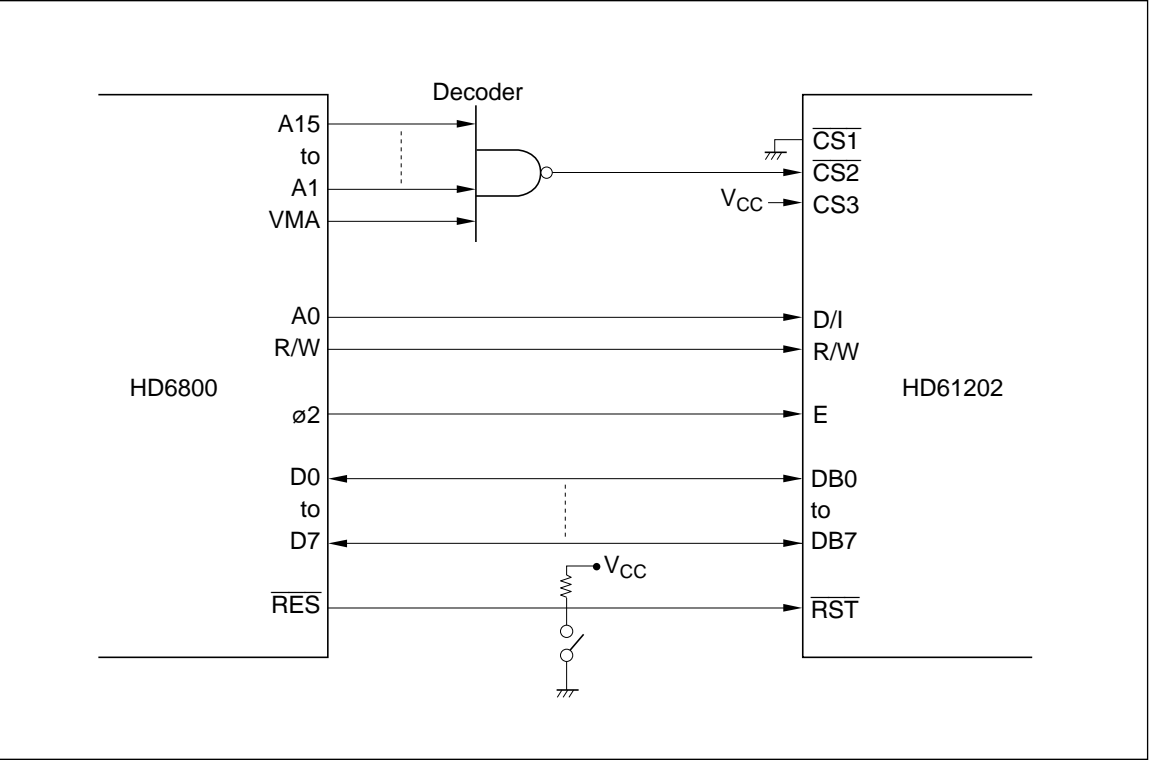 Decoder
A15
to
A1
VMA
A0
R/W
HD6800
ø2
D0
to
D7
RES
VCC
VCC
CS1
CS2
CS3
D/I
R/W
HD61202
E
DB0
to
DB7
RST